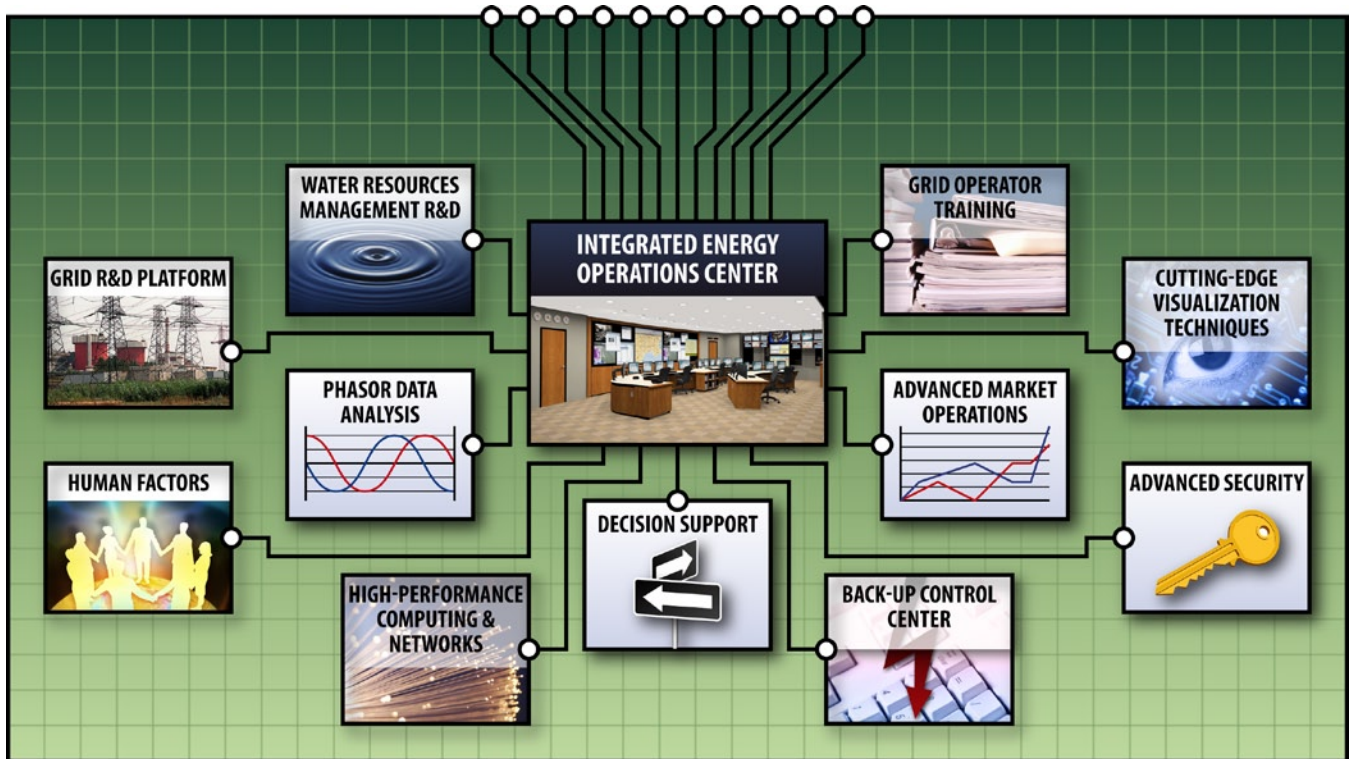 WATER RESOURCES
MANAGEMENT R&D
GRID OPERATOR
TRAINING
INTEGRATED ENERGY
OPERATIONS CENTER
GRID R&D PLATFORM
CUTTING-EDGE
VISUALIZATION
TECHNIQUES
PHASOR DATA
ANALYSIS
ADVANCED MARKET
OPERATIONS
HUMAN FACTORS
ADVANCED SECURITY
DECISION SUPPORT
HIGH-PERFORMANCE
COMPUTING &
NETWORKS
BACK-UP CONTROL
CENTER